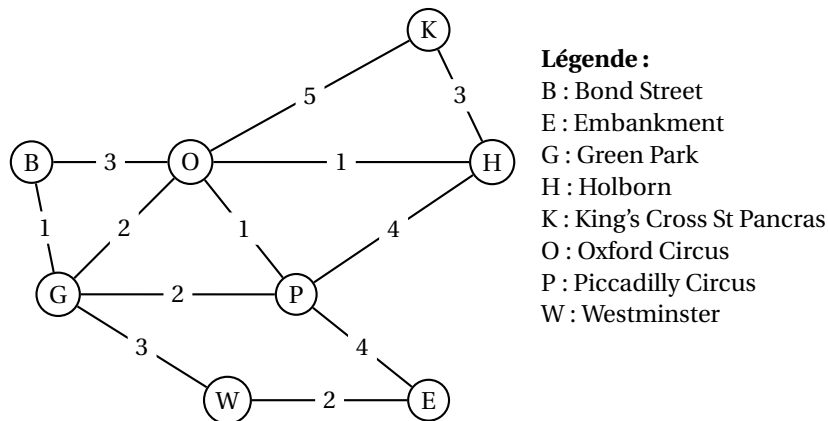 K
Légende :
B : Bond Street
E : Embankment
G : Green Park
H : Holborn
K : King's Cross St Pancras
O : Oxford Circus
P : Piccadilly Circus
W : Westminster
5
3
B
3
O
1
H
1
2
1
4
G
2
P
3
4
W
2
E